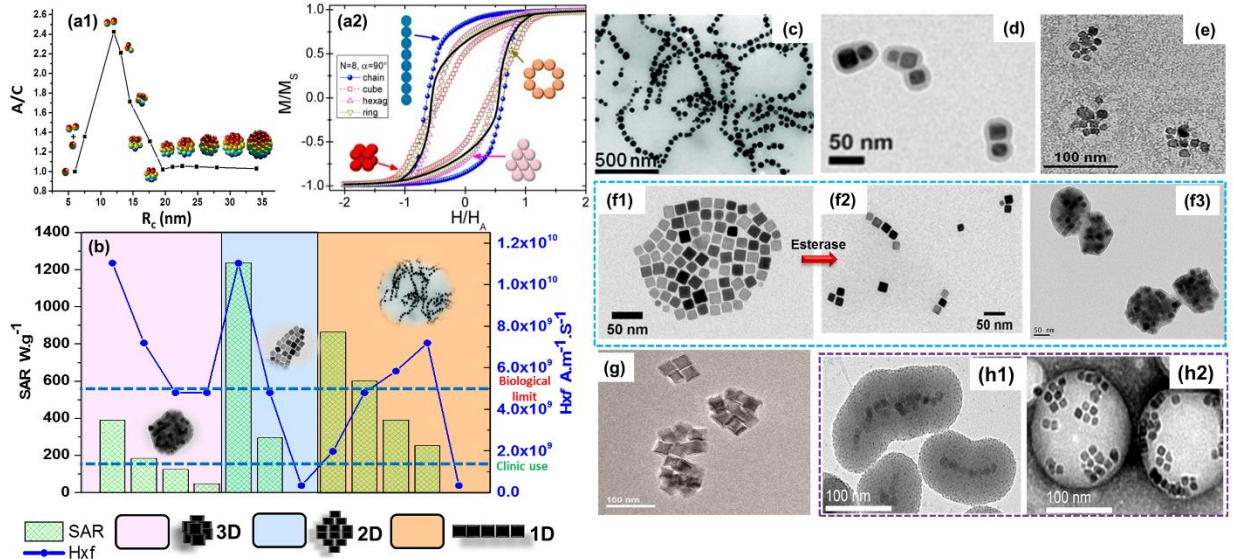 (a1)
2.6
2.4
2.2
2.0
1.8
1.6
1.4
1.2
1.0
0.8
A/C
5 10 15 20 25 30 35
Rc (nm)
(a2)
1.0
0.5
0.0
-0.5
-1.0
M/MS
N=8, α=90°
chain
cube
hexag
ring
-2 -1 0 1 2
H/HA
(b)
1400
1200
1000
800
600
400
200
0
SAR W.g-1
1.2x10^10
1.0x10^10
8.0x10^9
6.0x10^9
4.0x10^9
2.0x10^9
0.0
Hxf A.m-1.S-1
Biological
limit
Clinic use
SAR
Hxf
3D
2D
1D
(c)
500 nm
(d)
50 nm
(e)
100 nm
(f1)
50 nm
Esterase
(f2)
50 nm
(f3)
50 nm
(g)
100 nm
(h1)
100 nm
(h2)
100 nm